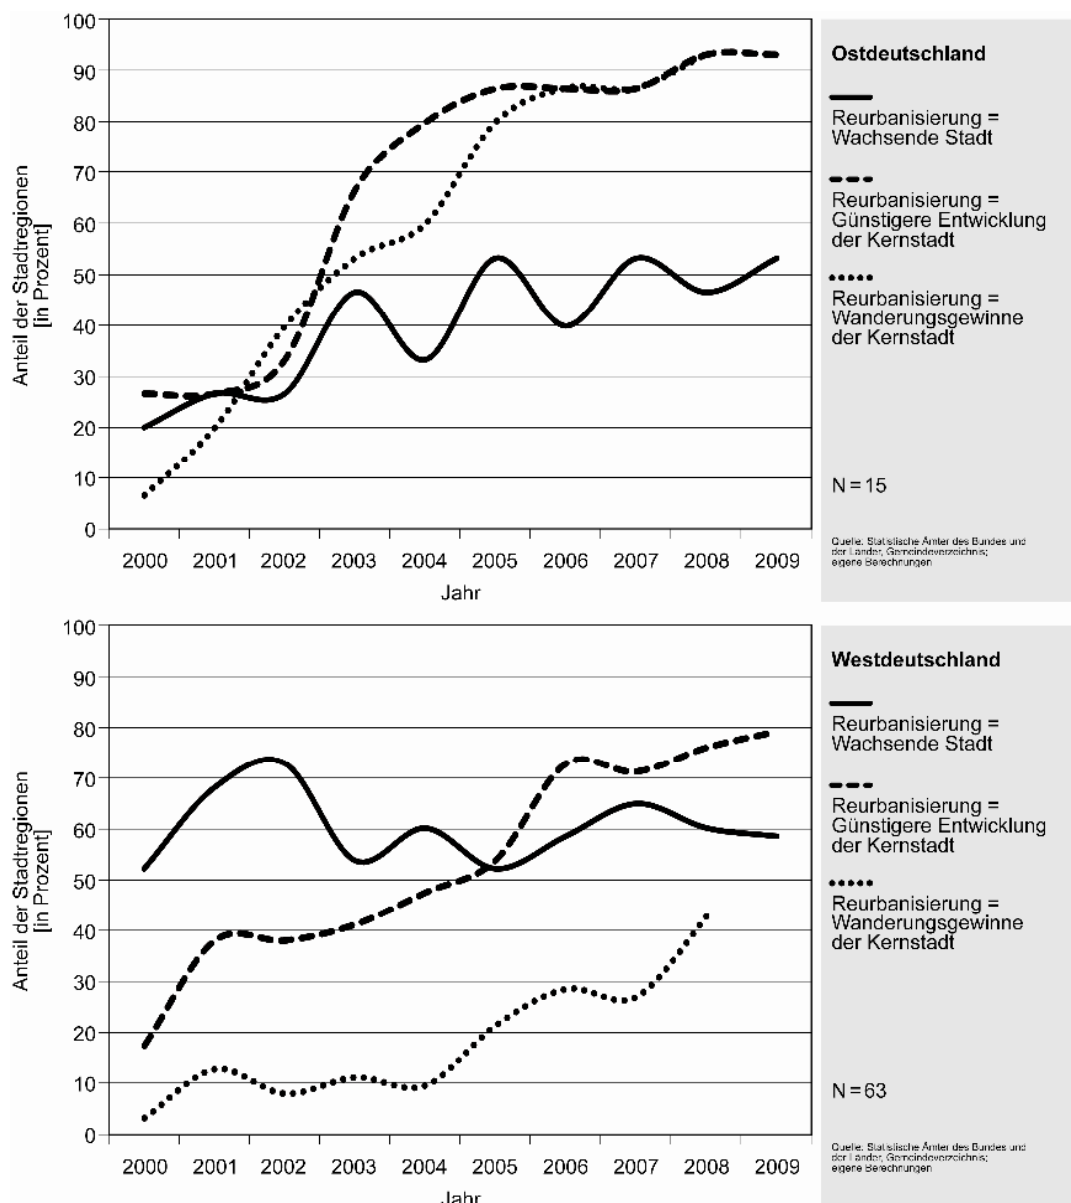 100
90
80
70
60
50
40
30
20
10
0
Anteil der Stadtregionen
[in Prozent]
2000 2001 2002 2003 2004 2005 2006 2007 2008 2009
Jahr
Ostdeutschland
Reurbanisierung =
Wachsende Stadt
Reurbanisierung =
Günstigere Entwicklung
der Kernstadt
Reurbanisierung =
Wanderungsgewinne
der Kernstadt
N = 15
Quelle: Statistische Ämter des Bundes und
der Länder, Gemeindeverzeichnis;
eigene Berechnungen
100
90
80
70
60
50
40
30
20
10
0
Anteil der Stadtregionen
[in Prozent]
2000 2001 2002 2003 2004 2005 2006 2007 2008 2009
Jahr
Westdeutschland
Reurbanisierung =
Wachsende Stadt
Reurbanisierung =
Günstigere Entwicklung
der Kernstadt
Reurbanisierung =
Wanderungsgewinne
der Kernstadt
N = 63
Quelle: Statistische Ämter des Bundes und
der Länder, Gemeindeverzeichnis;
eigene Berechnungen